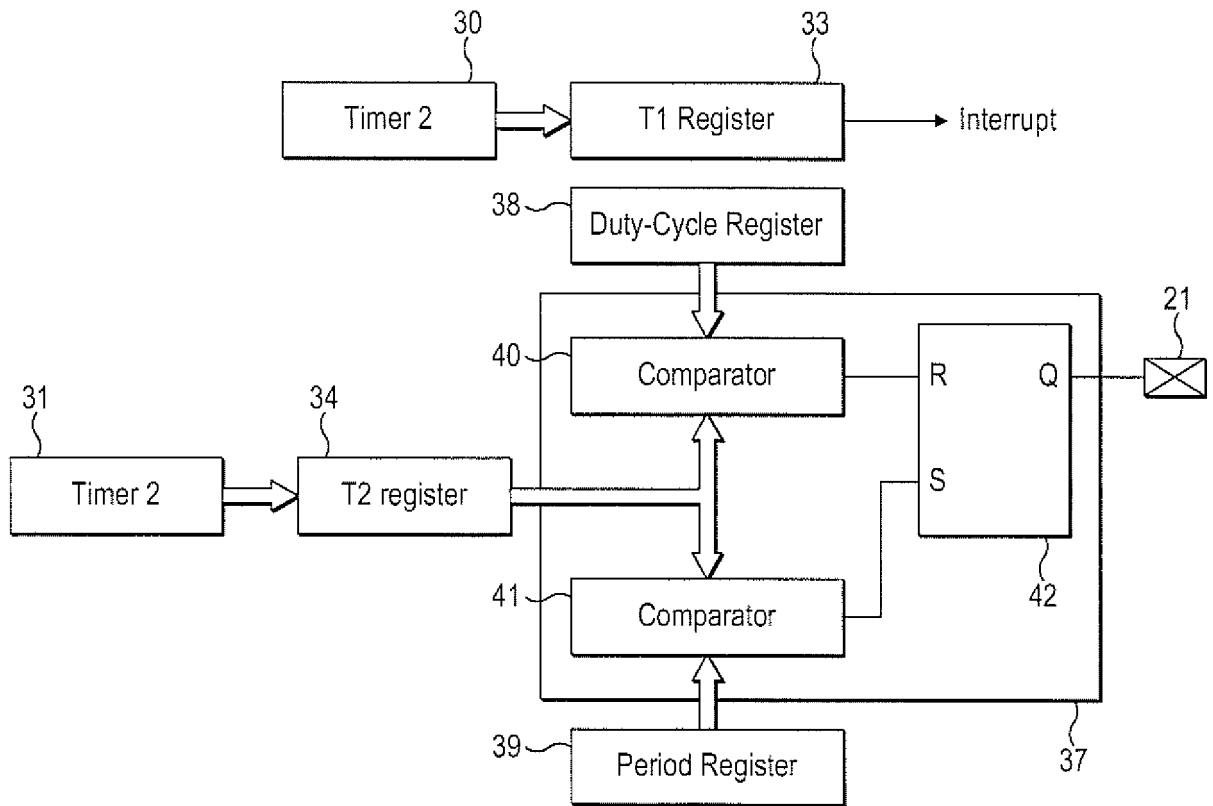 30
33
Timer 2
T1 Register
Interrupt
38
Duty-Cycle Register
21
40
Comparator
R
Q
31
34
Timer 2
T2 register
S
41
Comparator
42
39
Period Register
37